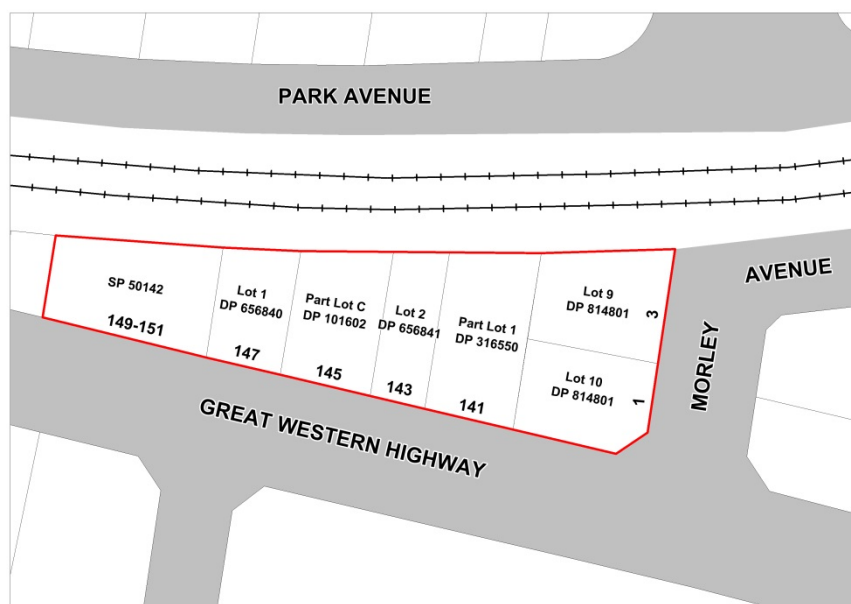 PARK AVENUE
AVENUE
MORLEY
SP 50142
149-151
Lot 1
DP 656840
147
Part Lot C
DP 101602
145
Lot 2
DP 656841
143
Part Lot 1
DP 316550
141
Lot 9
DP 814801
3
Lot 10
DP 814801
1
GREAT WESTERN HIGHWAY